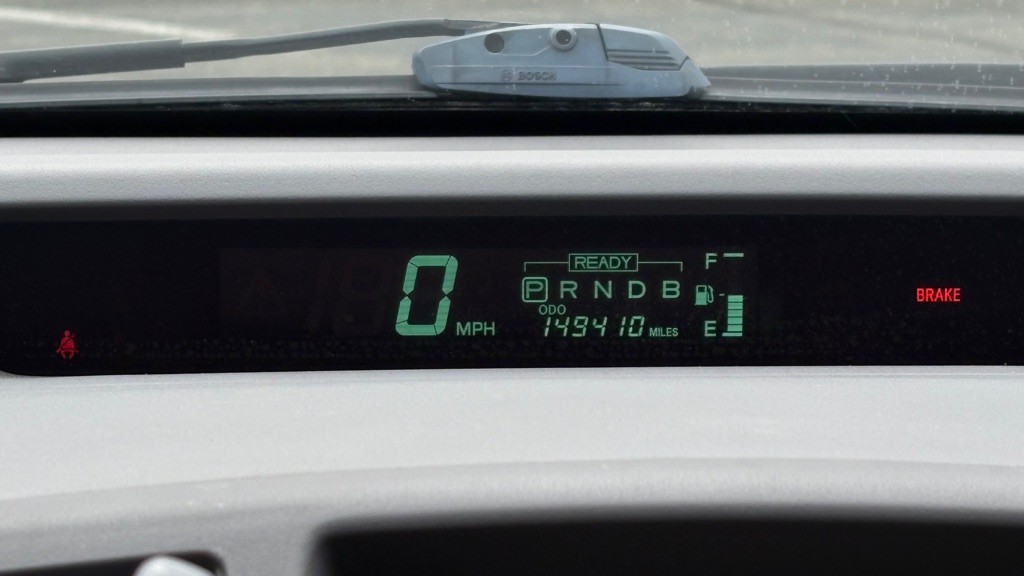 BOSCH
READY
F
0 MPH
P R N D B
BRAKE
ODO
149410 MILES
E